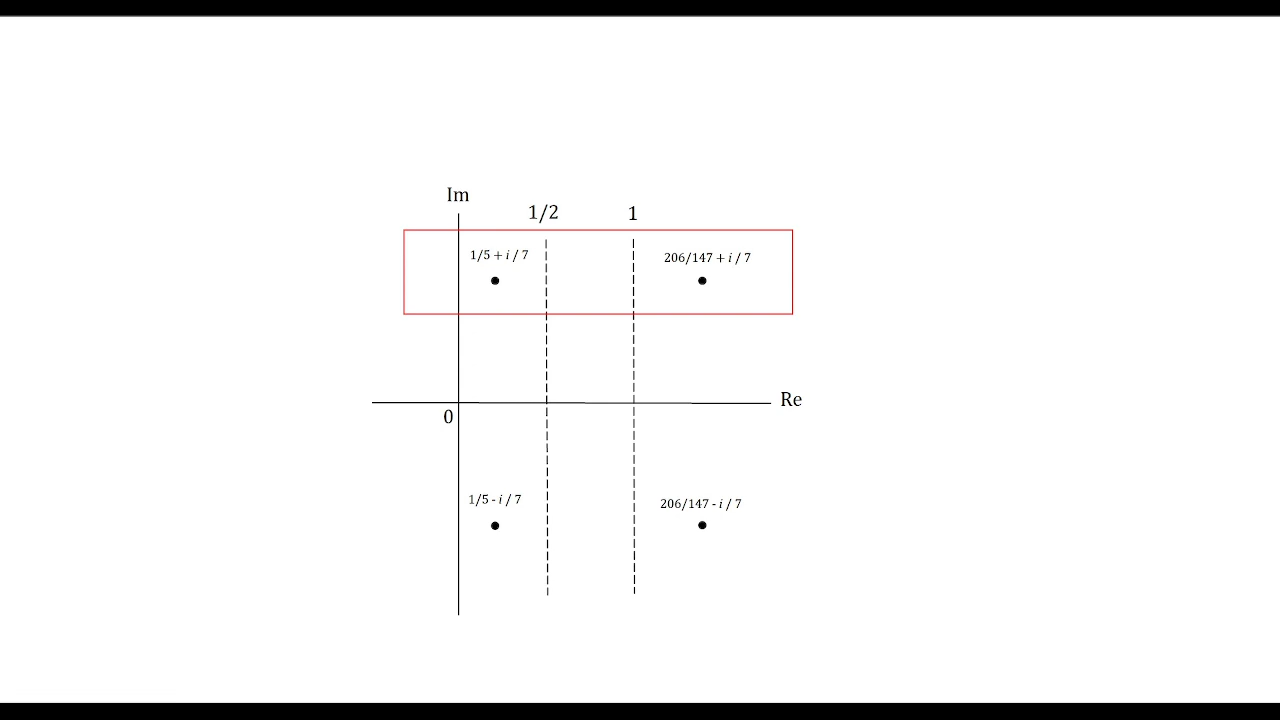 Im
1/2
1
1/5 + i / 7
206/147 + i / 7
Re
0
1/5 - i / 7
206/147 - i / 7